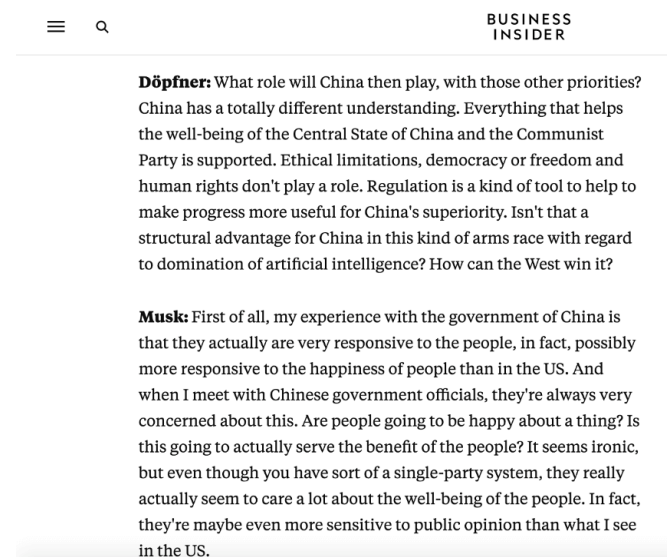 BUSINESS
INSIDER
Döpfner: What role will China then play, with those other priorities?
China has a totally different understanding. Everything that helps
the well-being of the Central State of China and the Communist
Party is supported. Ethical limitations, democracy or freedom and
human rights don't play a role. Regulation is a kind of tool to help to
make progress more useful for China's superiority. Isn't that a
structural advantage for China in this kind of arms race with regard
to domination of artificial intelligence? How can the West win it?
Musk: First of all, my experience with the government of China is
that they actually are very responsive to the people, in fact, possibly
more responsive to the happiness of people than in the US. And
when I meet with Chinese government officials, they're always very
concerned about this. Are people going to be happy about a thing? Is
this going to actually serve the benefit of the people? It seems ironic,
but even though you have sort of a single-party system, they really
actually seem to care a lot about the well-being of the people. In fact,
they're maybe even more sensitive to public opinion than what I see
in the US.